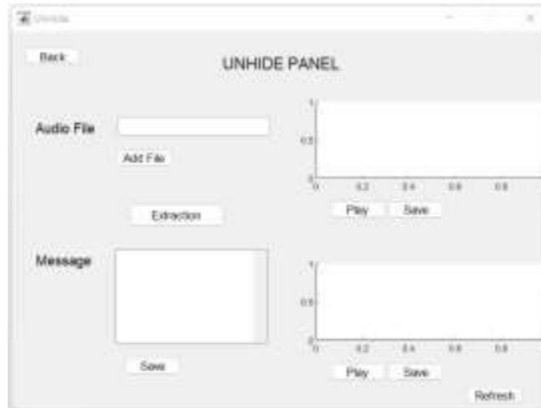 Unhide
Back
UNHIDE PANEL
Audio File
Add File
1
0.5
0
0 0.2 0.4 0.6 0.8
Play Save
Extraction
Message
1
0.5
0
0 0.2 0.4 0.6 0.8
Save
Play Save
Refresh